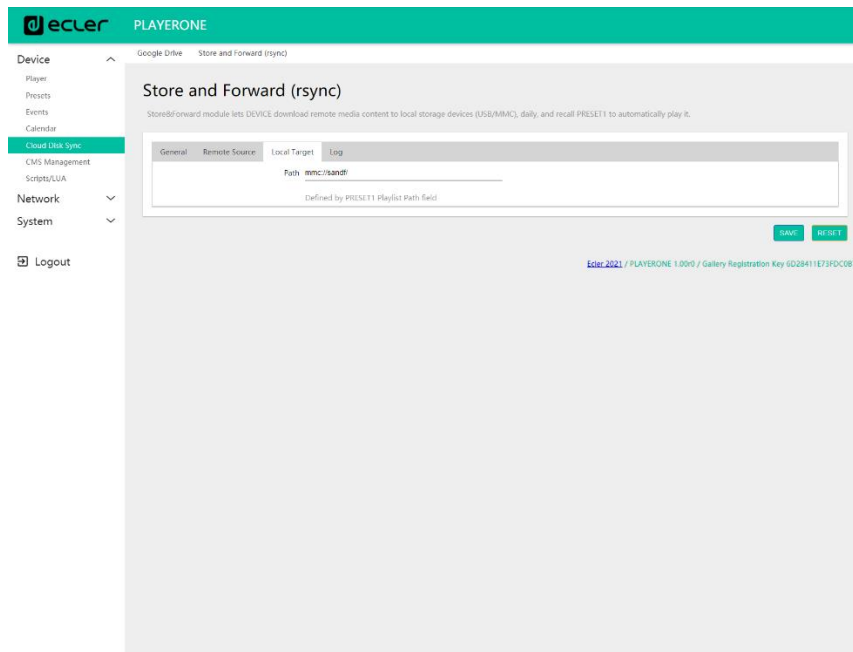 ecler
PLAYERONE
Device
Player
Presets
Events
Calendar
Cloud Disk Sync
CMS Management
Scripts/LUA
Network
System
Logout
Google Drive Store and Forward (rsync)
Store and Forward (rsync)
Store&Forward module lets DEVICE download remote media content to local storage devices (USB/MMC), daily, and recall PRESET1 to automatically play it.
General Remote Source Local Target Log
Path mmc://sandf/
Defined by PRESET1 Playlist Path field
SAVE RESET
Ecler 2021 / PLAYERONE 1.00r0 / Gallery Registration Key 6D28411E73FDC0B